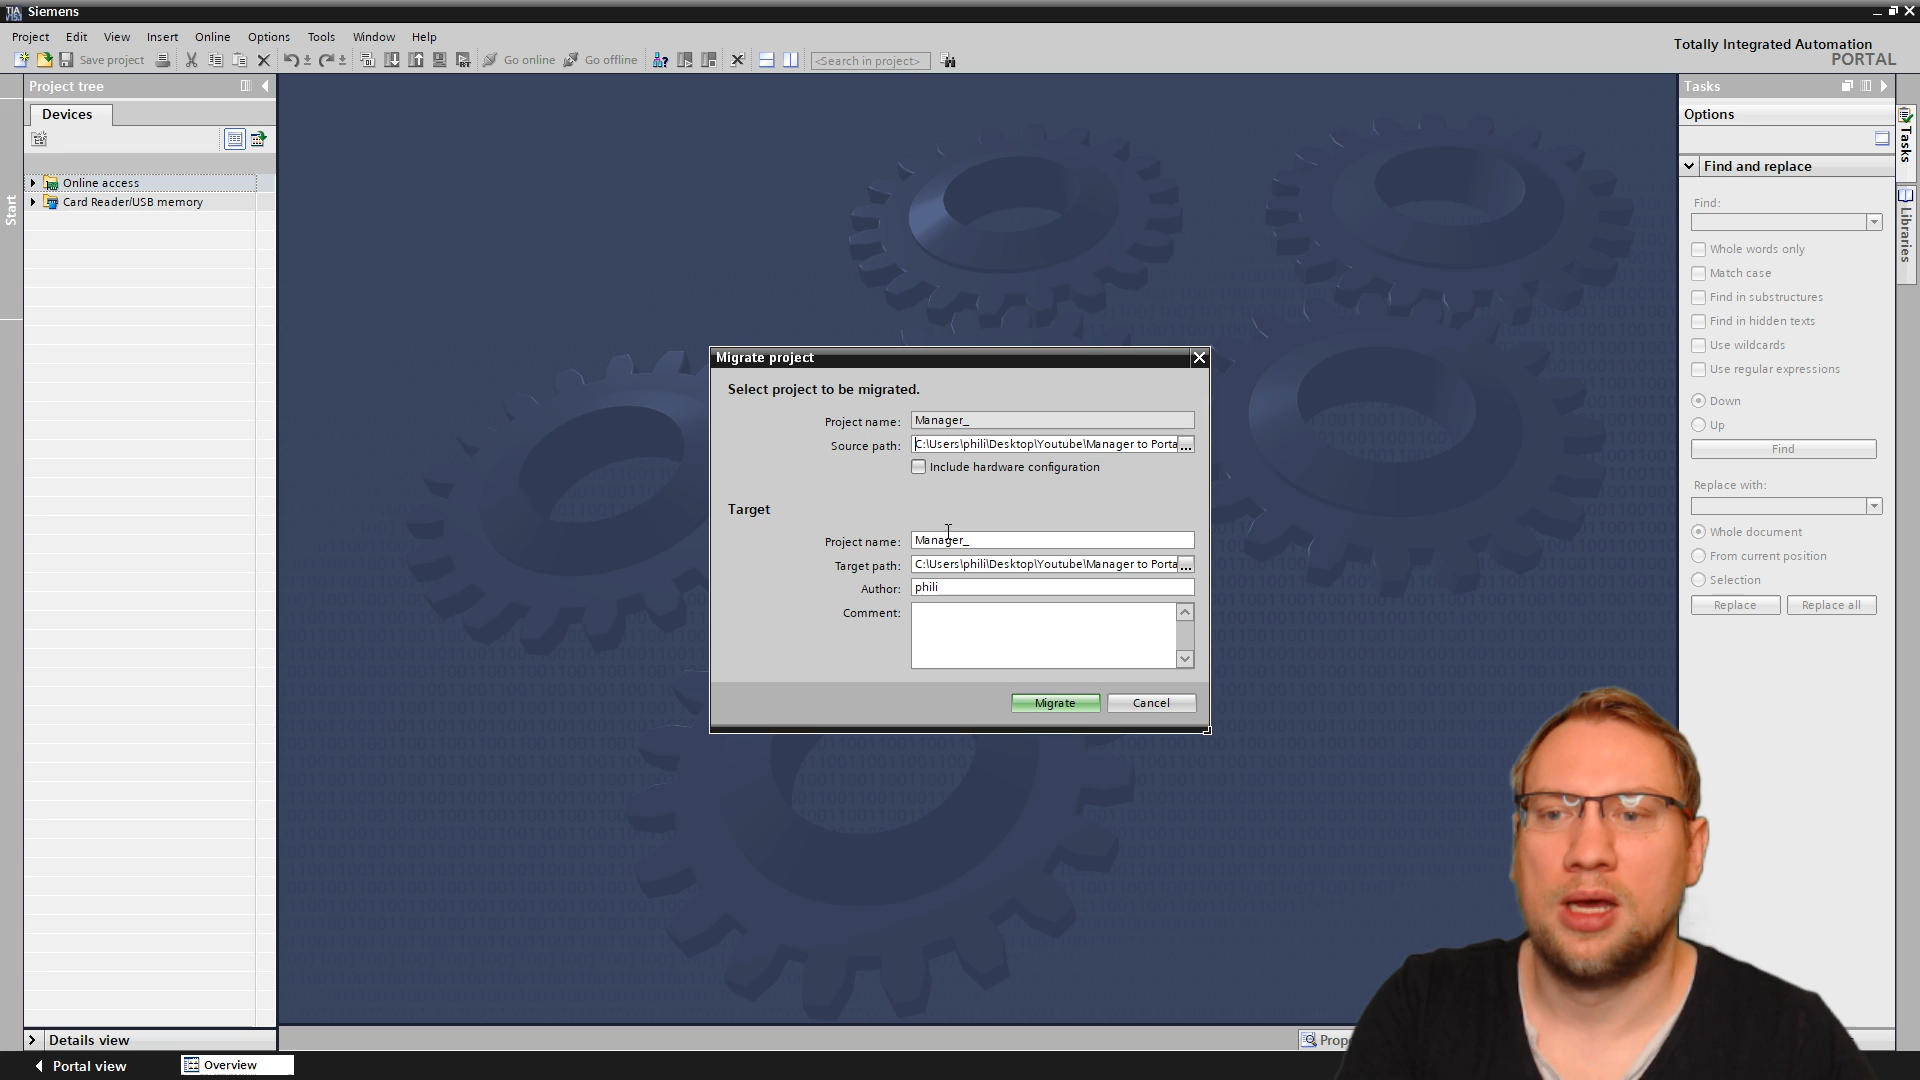 TIA
V15.1
Siemens
Project Edit View Insert Online Options Tools Window Help
Totally Integrated Automation
PORTAL
Save project Go online Go offline <Search in project>
Project tree
Devices
Online access
Card Reader/USB memory
Start
Migrate project
Select project to be migrated.
Project name: Manager_
Source path: C:\Users\phili\Desktop\Youtube\Manager to Porta ...
Include hardware configuration
Target
Project name: Manager_
Target path: C:\Users\phili\Desktop\Youtube\Manager to Porta ...
Author: phili
Comment:
Migrate Cancel
Tasks
Options
Find and replace
Find:
Whole words only
Match case
Find in substructures
Find in hidden texts
Use wildcards
Use regular expressions
Down
Up
Find
Replace with:
Whole document
From current position
Selection
Replace Replace all
Tasks
Libraries
Details view
Prope
Portal view Overview